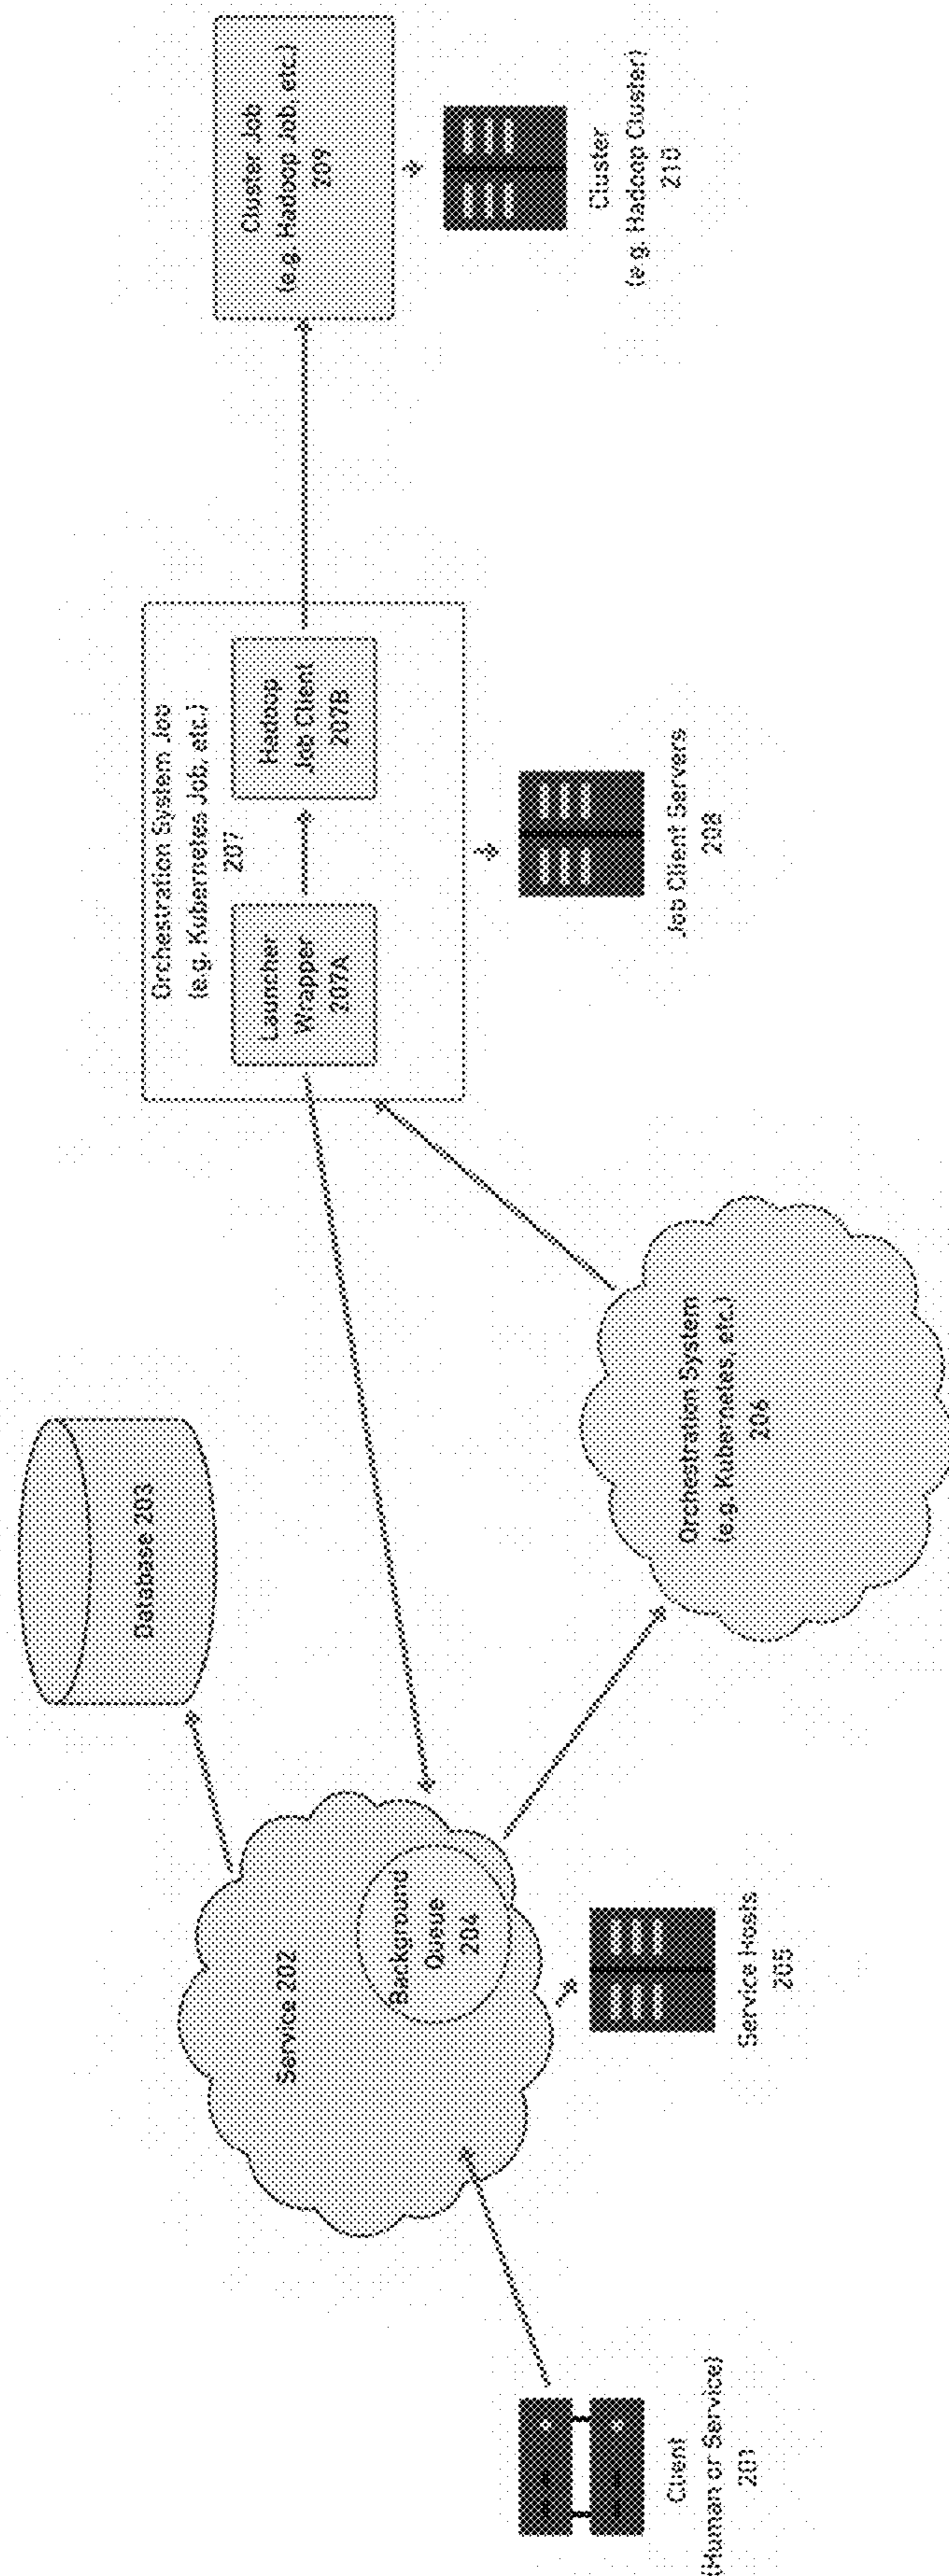 Client
(Human or Service)
201
Service 202
Background
Queue
204
Service Hosts
205
Database 203
Orchestration System
(e.g. Kubernetes, etc.)
206
Orchestration System Job
(e.g. Kubernetes Job, etc.)
207
Launcher
Wrapper
207A
Hadoop
Job Client
207B
Job Client Servers
208
Cluster Job
(e.g. Hadoop Job, etc.)
209
Cluster
(e.g. Hadoop Cluster)
210